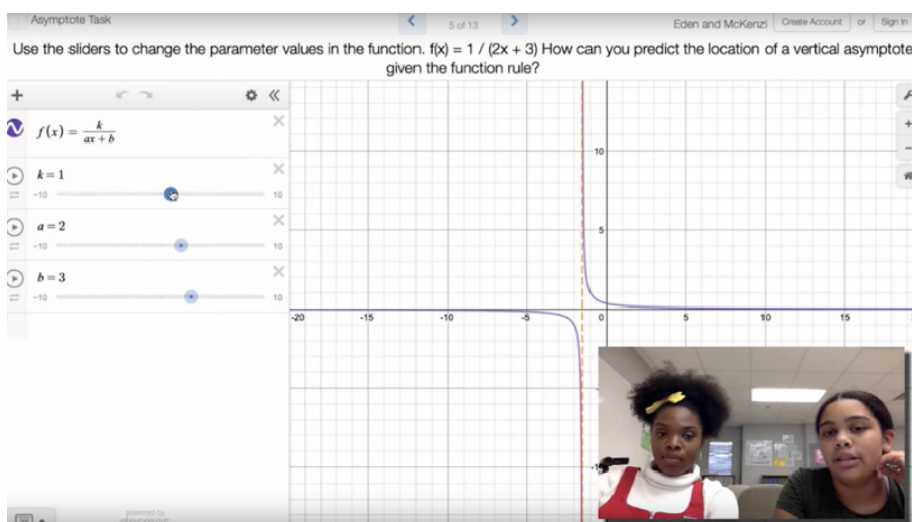 Asymptote Task
5 of 13
Eden and McKenzi
Create Account
or
Sign In
Use the sliders to change the parameter values in the function. f(x) = 1 / (2x + 3) How can you predict the location of a vertical asymptote
given the function rule?
f(x) = k / ax + b
k = 1
-10
10
a = 2
-10
10
b = 3
-10
10
powered by
10
5
-20
-15
-10
-5
0
5
10
15